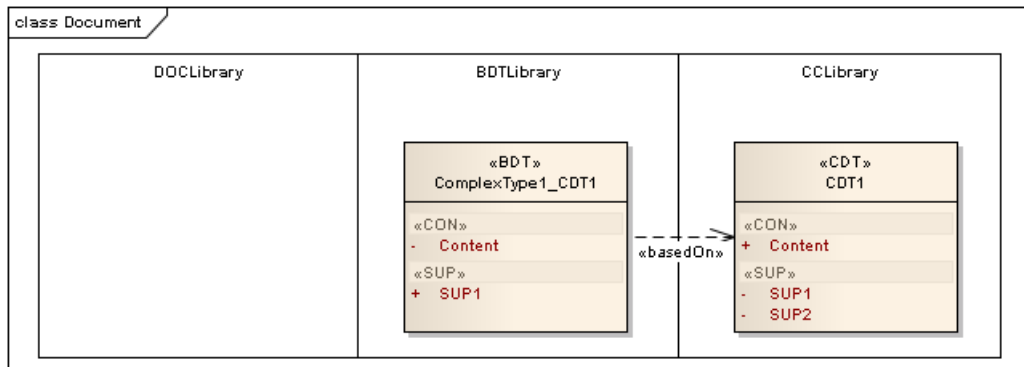 class Document
DOCLibrary
BDTLibrary
CCLibrary
«BDT»
ComplexType1_CDT1
«CON»
- Content
«SUP»
+ SUP1
«basedOn»
«CDT»
CDT1
«CON»
+ Content
«SUP»
- SUP1
- SUP2